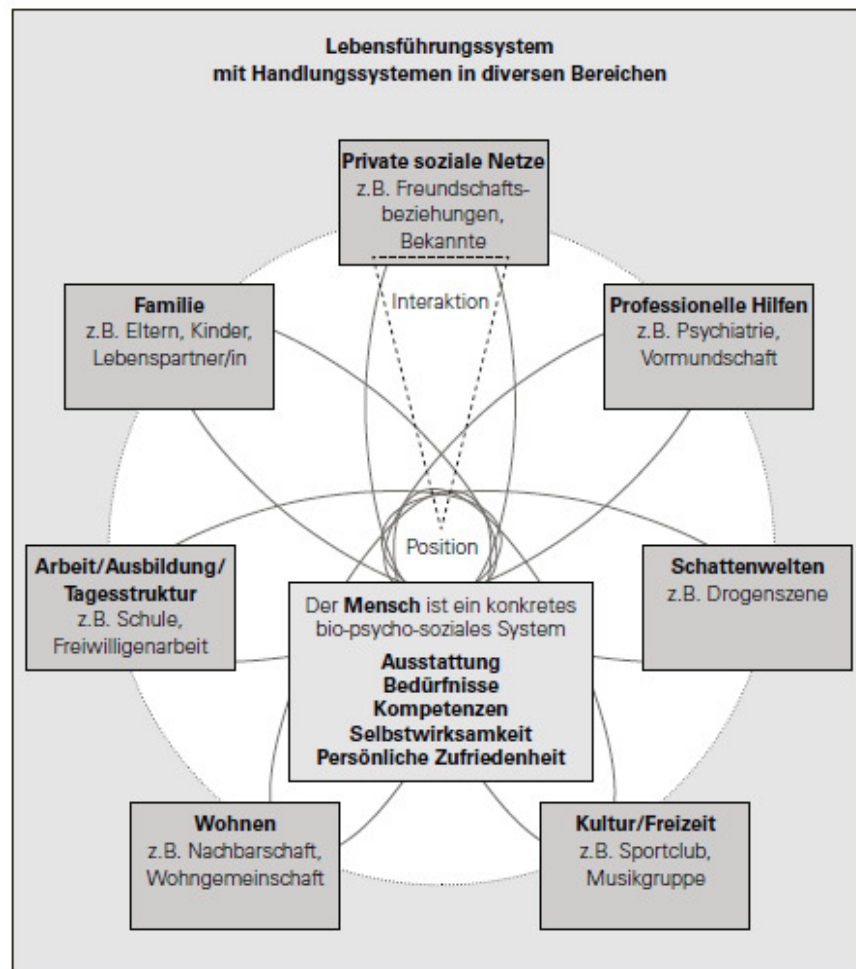 Lebensführungssystem
mit Handlungssystemen in diversen Bereichen
Private soziale Netze
z.B. Freundschafts-
beziehungen,
Bekannte
Interaktion
Familie
z.B. Eltern, Kinder,
Lebenspartner/in
Professionelle Hilfen
z.B. Psychiatrie,
Vormundschaft
Position
Arbeit/Ausbildung/
Tagesstruktur
z.B. Schule,
Freiwilligenarbeit
Schattenwelten
z.B. Drogenszene
Der Mensch ist ein konkretes
bio-psycho-soziales System
Ausstattung
Bedürfnisse
Kompetenzen
Selbstwirksamkeit
Persönliche Zufriedenheit
Wohnen
z.B. Nachbarschaft,
Wohngemeinschaft
Kultur/Freizeit
z.B. Sportclub,
Musikgruppe